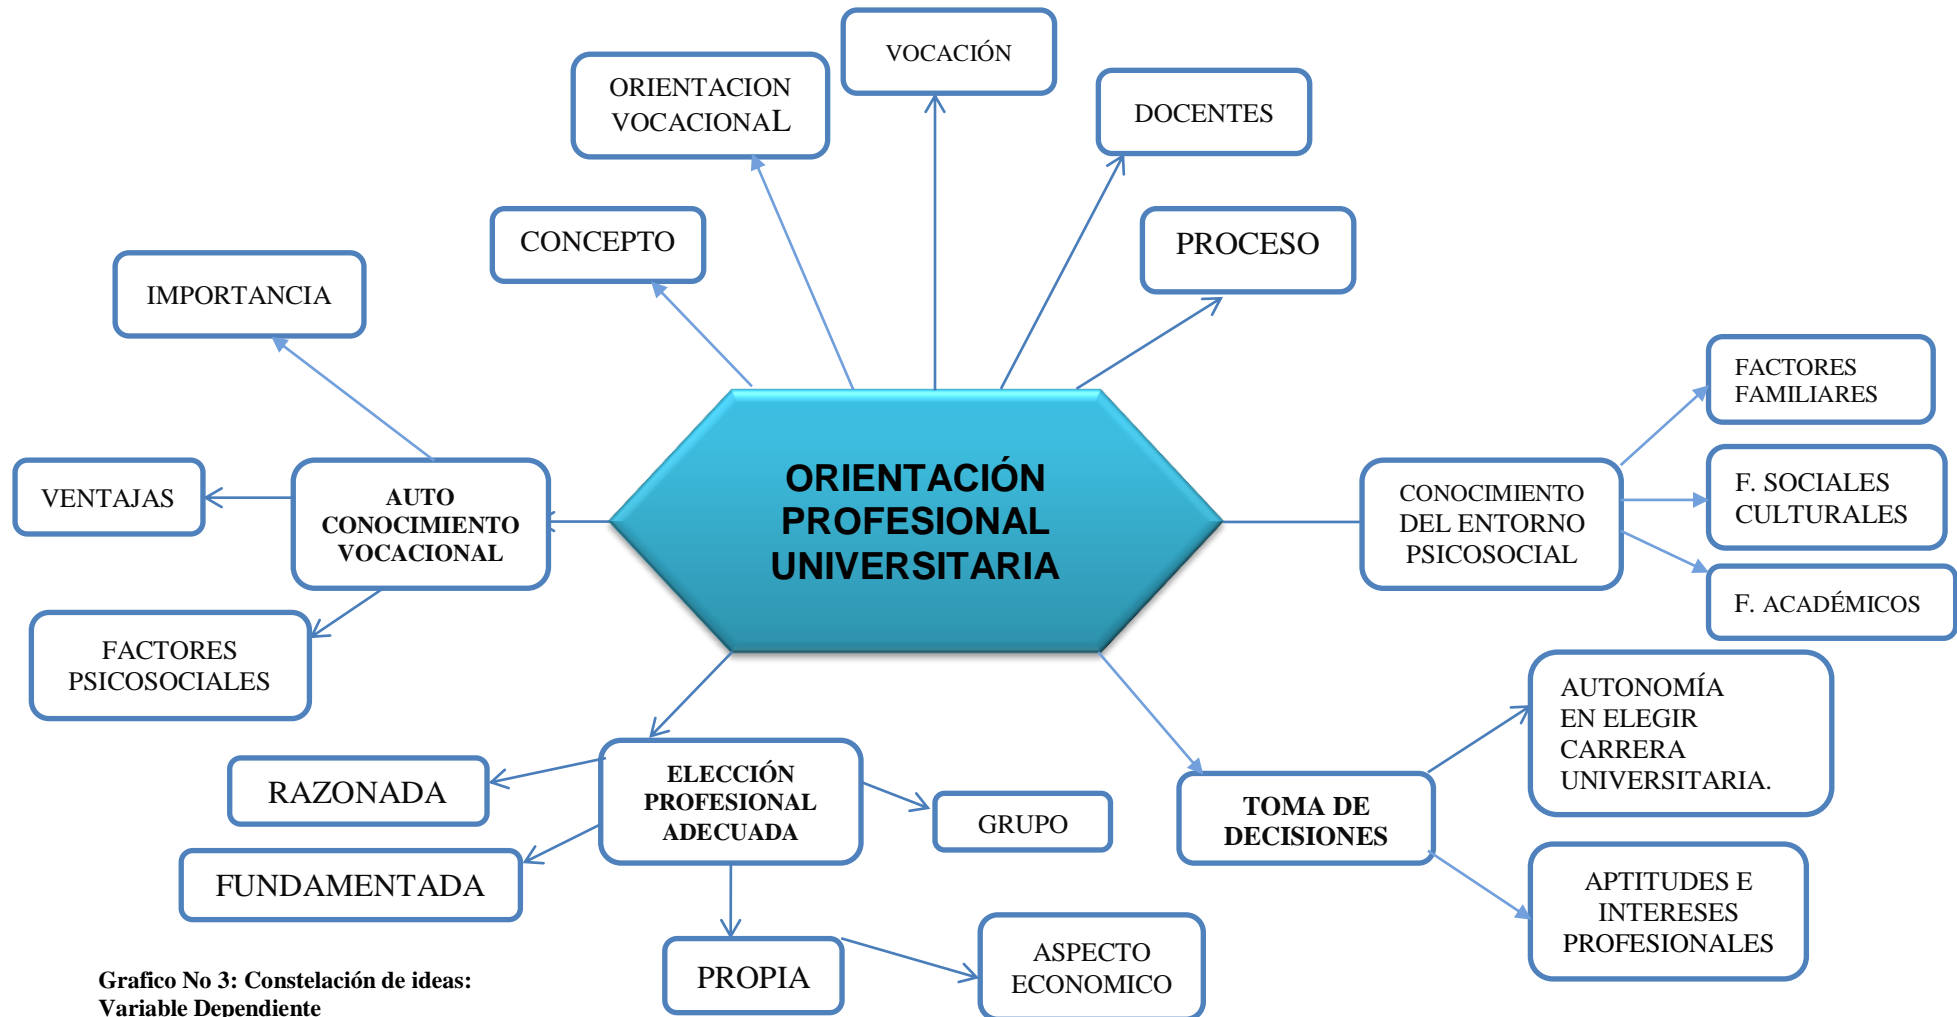 VOCACIÓN
ORIENTACION
VOCACIONAL
DOCENTES
CONCEPTO
PROCESO
IMPORTANCIA
FACTORES
FAMILIARES
VENTAJAS
AUTO
CONOCIMIENTO
VOCACIONAL
ORIENTACIÓN
PROFESIONAL
UNIVERSITARIA
CONOCIMIENTO
DEL ENTORNO
PSICOSOCIAL
F. SOCIALES
CULTURALES
F. ACADÉMICOS
FACTORES
PSICOSOCIALES
AUTONOMÍA
EN ELEGIR
CARRERA
UNIVERSITARIA.
RAZONADA
ELECCIÓN
PROFESIONAL
ADECUADA
GRUPO
TOMA DE
DECISIONES
FUNDAMENTADA
APTITUDES E
INTERESES
PROFESIONALES
PROPIA
ASPECTO
ECONOMICO
Grafico No 3: Constelación de ideas:
Variable Dependiente